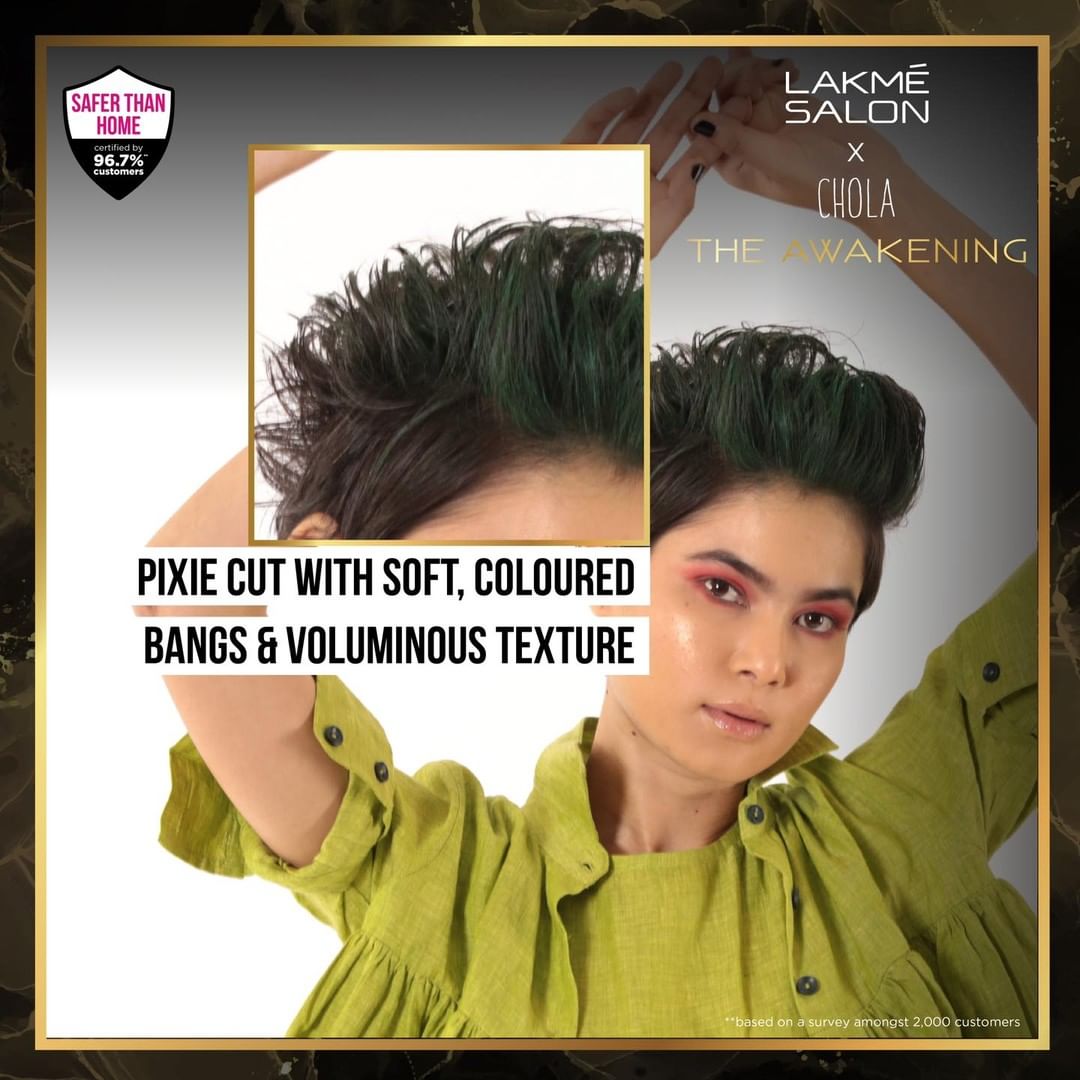 SAFER THAN
HOME
certified by
96.7%**
customers
LAKMÉ
SALON
X
CHOLA
THE AWAKENING
PIXIE CUT WITH SOFT, COLOURED
BANGS & VOLUMINOUS TEXTURE
**based on a survey amongst 2,000 customers